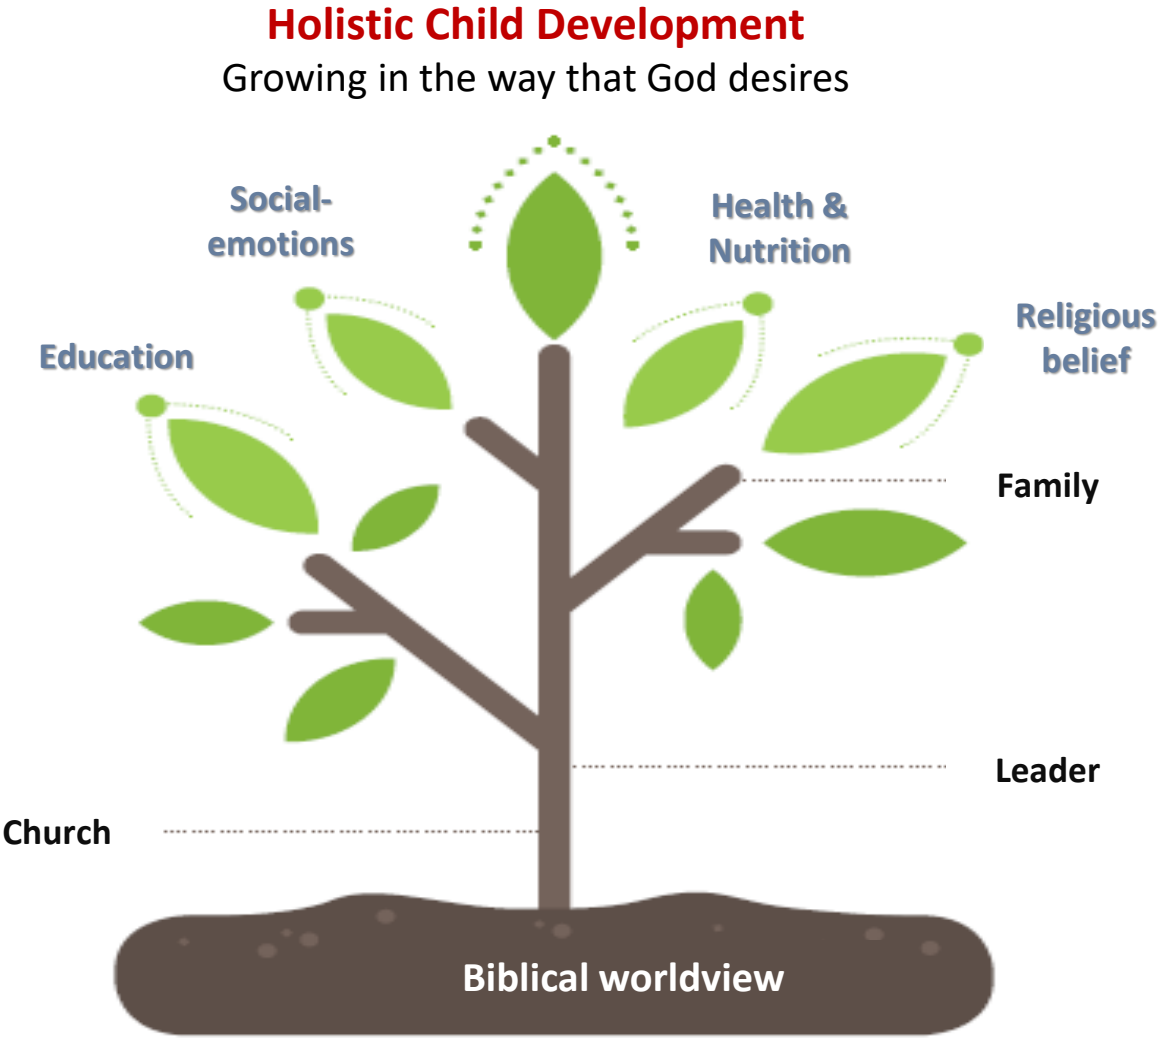 Holistic Child Development
Growing in the way that God desires
Social-
emotions
Health &
Nutrition
Religious
belief
Education
Family
Leader
Church
Biblical worldview